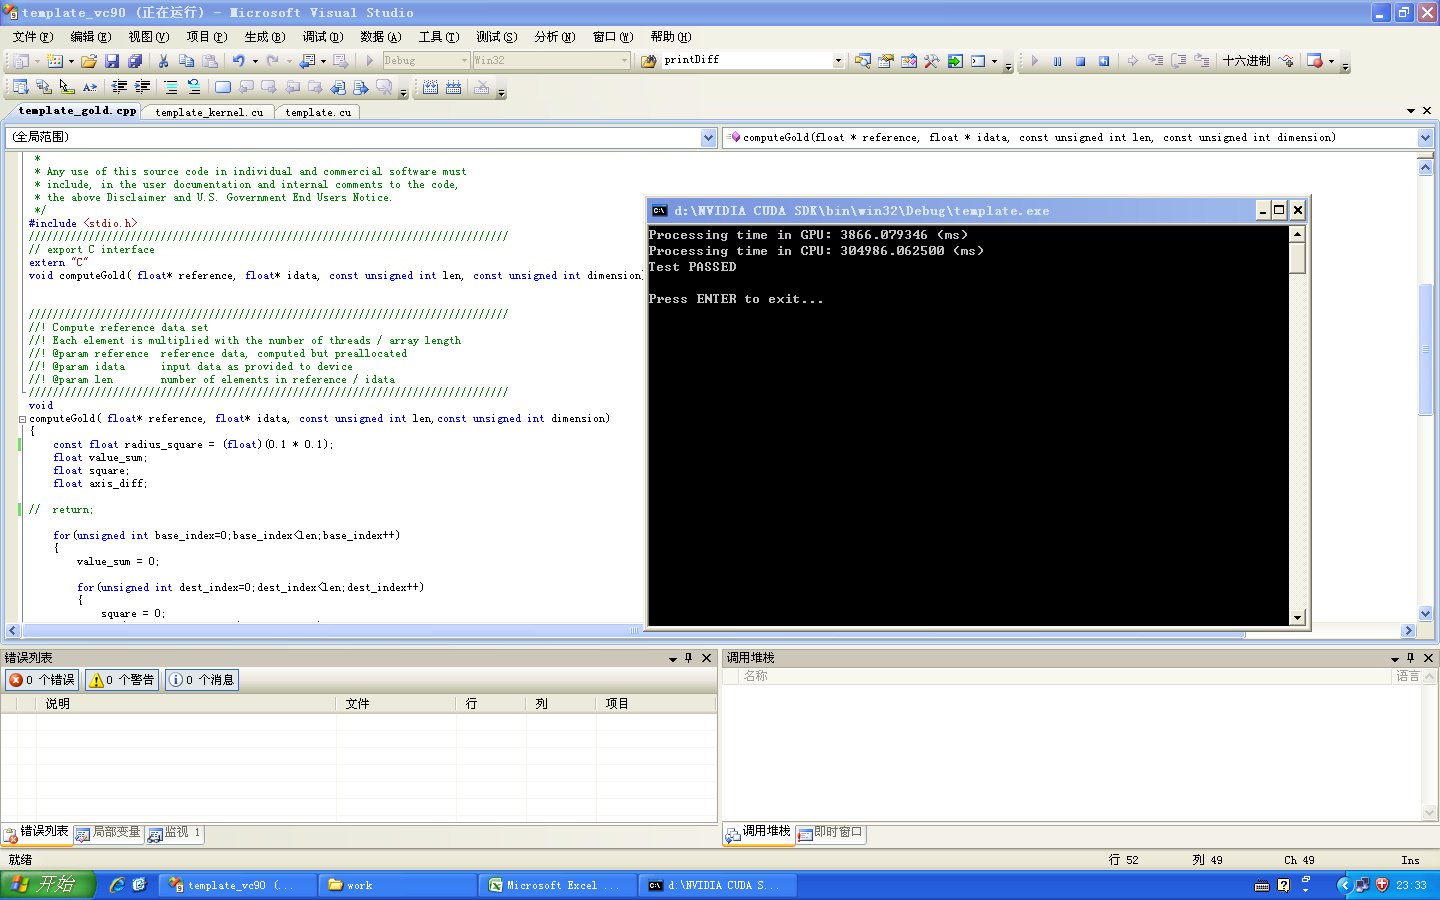 template_vc90 (正在运行) - Microsoft Visual Studio
文件(F) 编辑(E) 视图(V) 项目(P) 生成(B) 调试(D) 数据(A) 工具(T) 测试(S) 分析(N) 窗口(W) 帮助(H)
Debug Win32 printDiff 十六进制
template_gold.cpp template_kernel.cu template.cu
(全局范围) computeGold(float * reference, float * idata, const unsigned int len, const unsigned int dimension)
*
* Any use of this source code in individual and commercial software must
* include, in the user documentation and internal comments to the code,
* the above Disclaimer and U.S. Government End Users Notice.
*/
#include <stdio.h>
////////////////////////////////////////////////////////////////////////////////
// export C interface
extern "C"
void computeGold( float* reference, float* idata, const unsigned int len, const unsigned int dimension
////////////////////////////////////////////////////////////////////////////////
//! Compute reference data set
//! Each element is multiplied with the number of threads / array length
//! @param reference  reference data, computed but preallocated
//! @param idata      input data as provided to device
//! @param len        number of elements in reference / idata
////////////////////////////////////////////////////////////////////////////////
void
computeGold( float* reference, float* idata, const unsigned int len,const unsigned int dimension)
{
const float radius_square = (float)(0.1 * 0.1);
float value_sum;
float square;
float axis_diff;
//  return;
for(unsigned int base_index=0;base_index<len;base_index++)
{
value_sum = 0;
for(unsigned int dest_index=0;dest_index<len;dest_index++)
{
square = 0;
d:\NVIDIA CUDA SDK\bin\win32\Debug\template.exe
Processing time in GPU: 3866.079346 (ms)
Processing time in CPU: 304986.062500 (ms)
Test PASSED
Press ENTER to exit...
错误列表
0 个错误 0 个警告 0 个消息
说明 文件 行 列 项目
错误列表 局部变量 监视 1
调用堆栈
名称 语言
调用堆栈 即时窗口
就绪 行 52 列 49 Ch 49 Ins
开始 template_vc90 (... work Microsoft Excel ... d:\NVIDIA CUDA S... 23:33